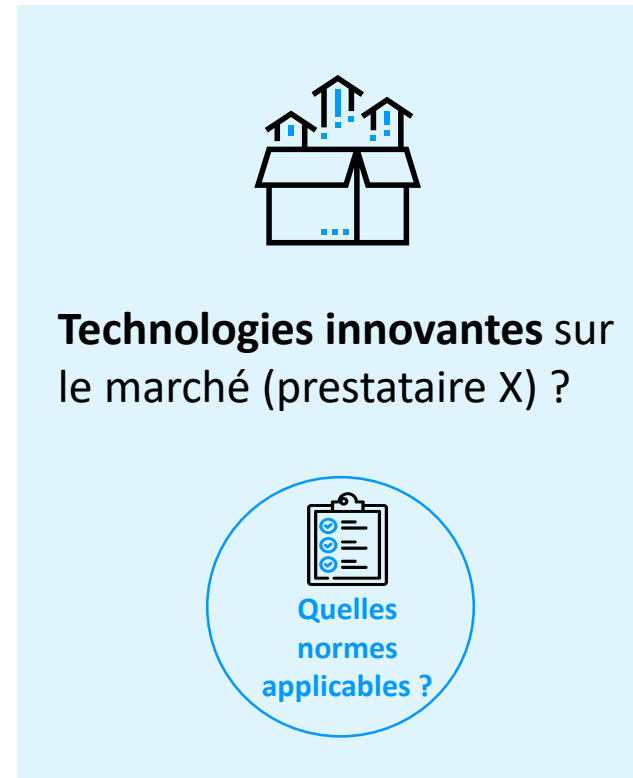 Technologies innovantes sur
le marché (prestataire X) ?
Quelles
normes
applicables ?